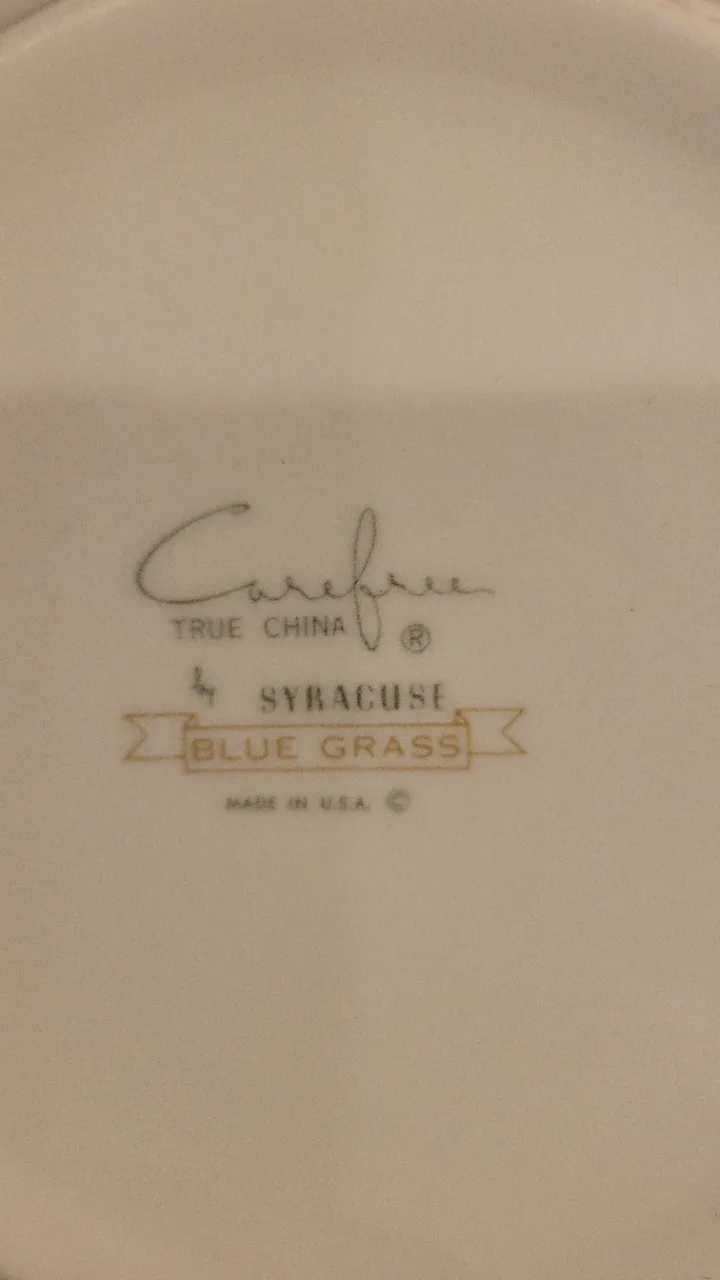 Carefree
TRUE CHINA ®
by SYRACUSE
BLUE GRASS
MADE IN U.S.A. ©